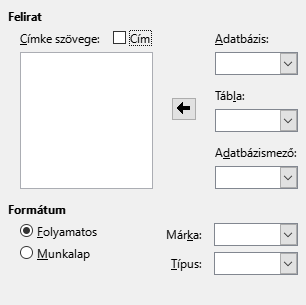 Felirat
Címke szövege:
Cím
Adatbázis:
Tábla:
Adatbázismező:
Formátum
Folyamatos
Munkalap
Márka:
Típus: